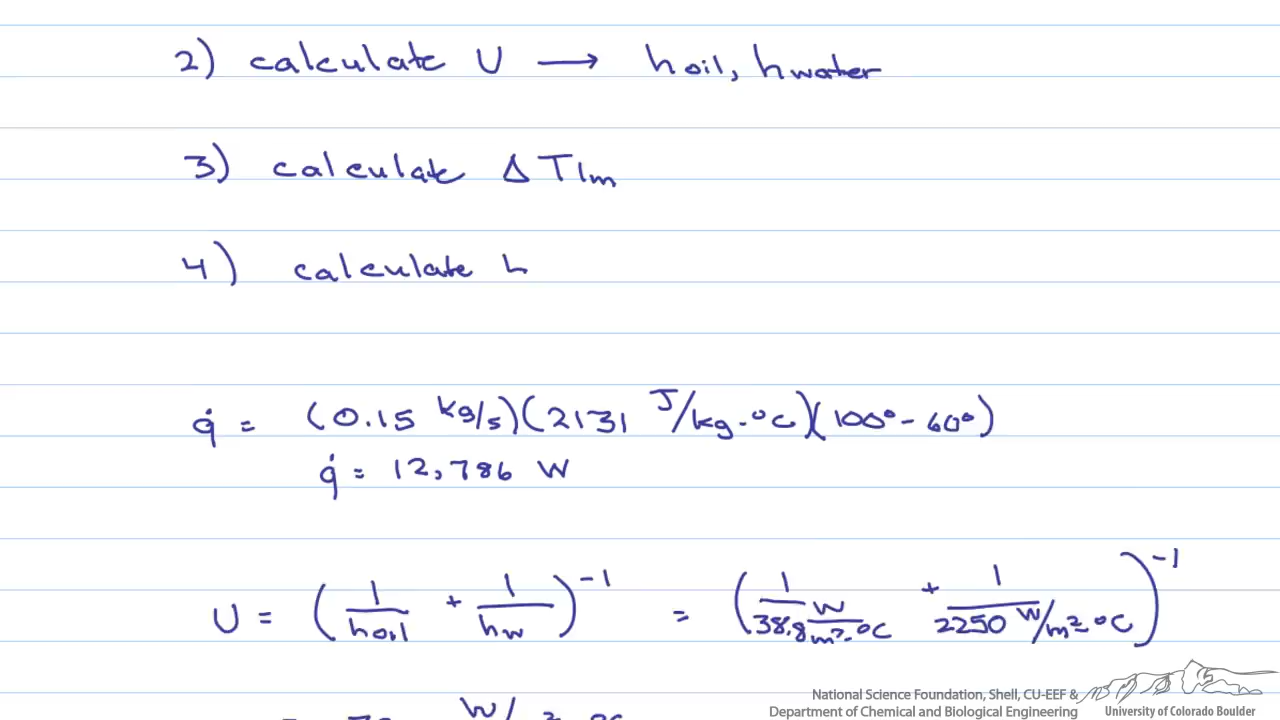 2) calculate U → h oil, h water
3) calculate ΔTlm
4) calculate
q̇ = (0.15 kg/s)(2131 J/kg·°C)(100° - 60°)
q̇ = 12,786 W
U = (1/hoil + 1/hw)^-1 = (1/38.8 W/m²·°C + 1/2250 W/m²·°C)^-1
W/
National Science Foundation, Shell, CU-EEF &
Department of Chemical and Biological Engineering
University of Colorado Boulder